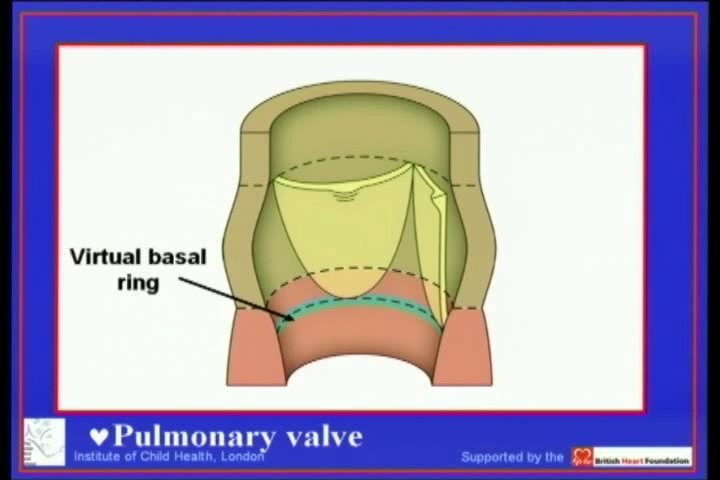 Virtual basal
ring
♥Pulmonary valve
Institute of Child Health, London
Supported by the
British Heart Foundation